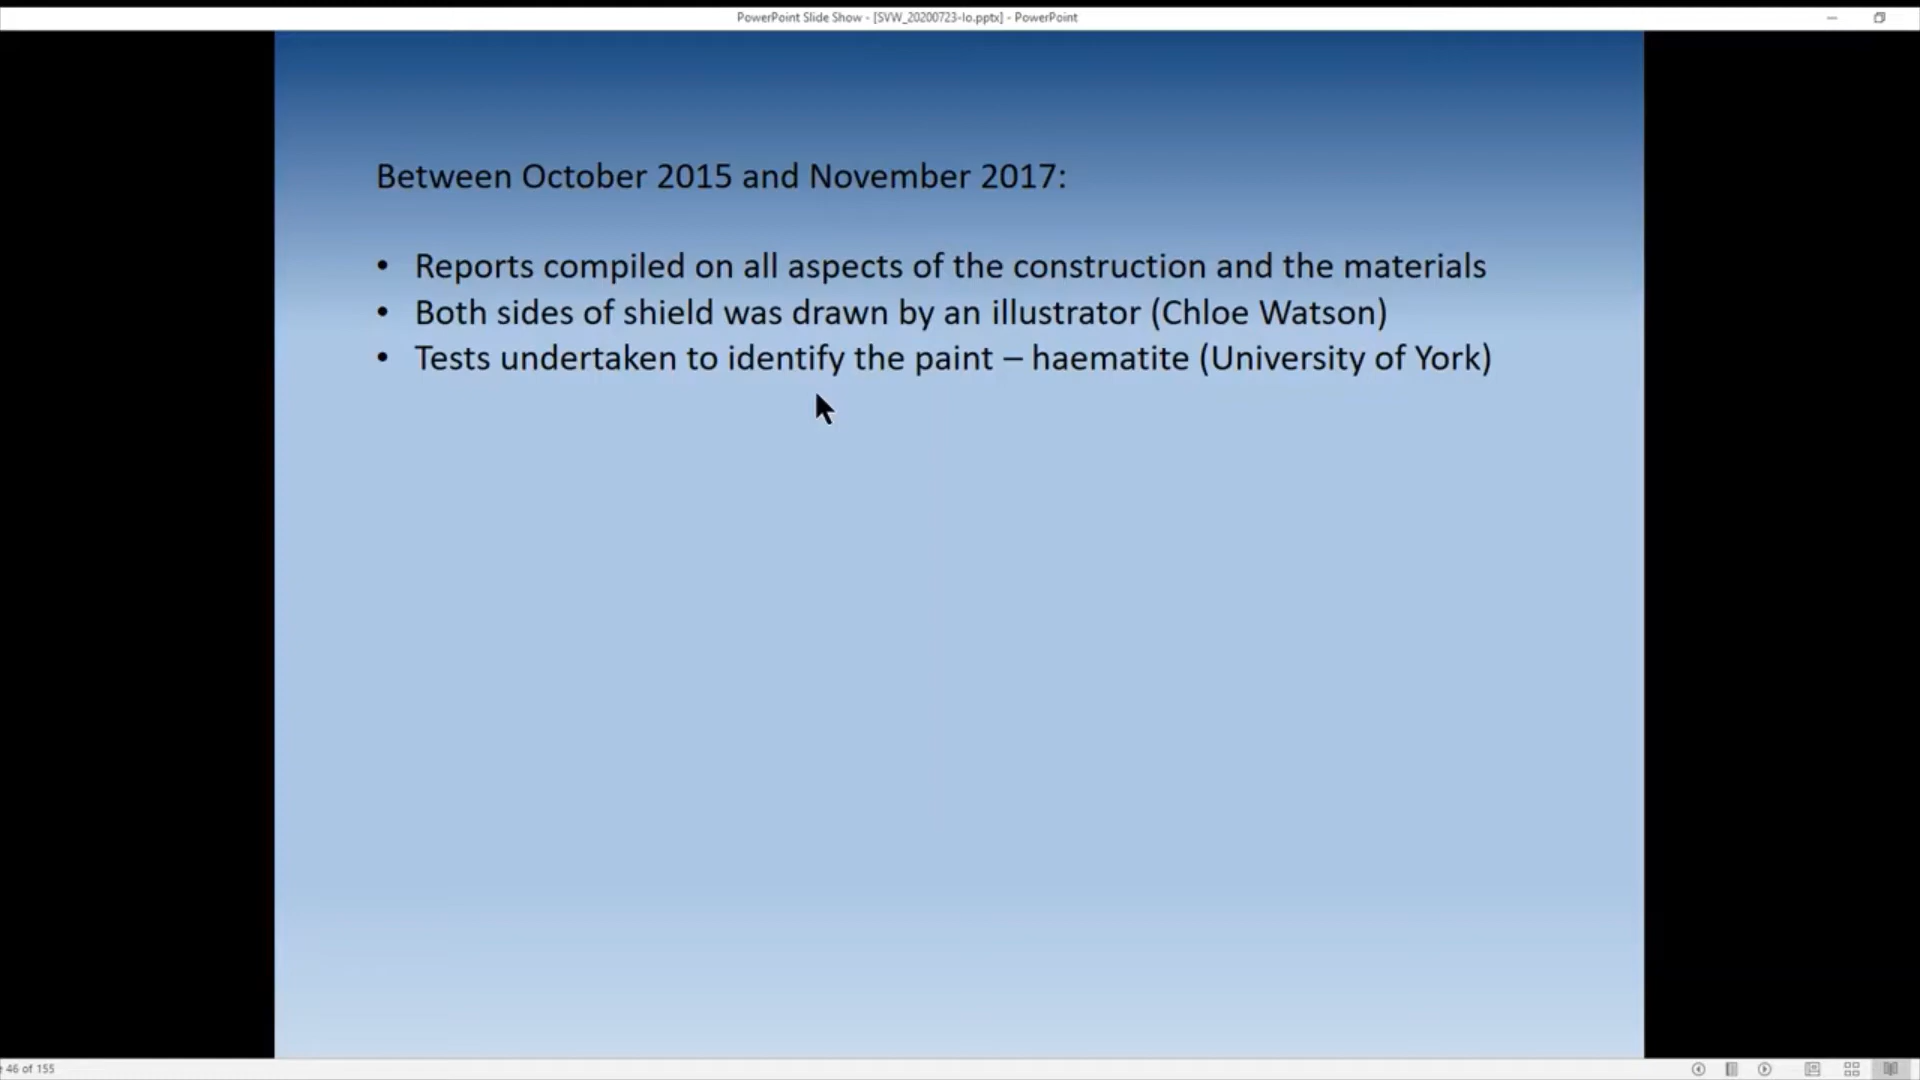 PowerPoint Slide Show - [SVW_20200723-lo.pptx] - PowerPoint
Between October 2015 and November 2017:
• Reports compiled on all aspects of the construction and the materials
• Both sides of shield was drawn by an illustrator (Chloe Watson)
• Tests undertaken to identify the paint – haematite (University of York)
46 of 155